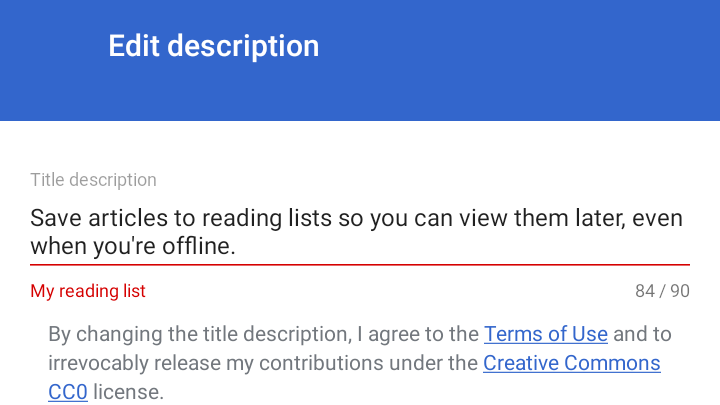 Edit description
Title description
Save articles to reading lists so you can view them later, even
when you're offline.
My reading list
84 / 90
By changing the title description, I agree to the Terms of Use and to
irrevocably release my contributions under the Creative Commons
CC0 license.